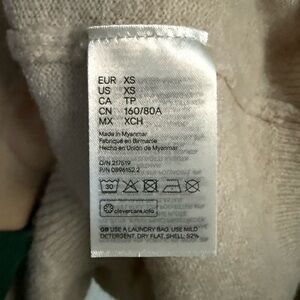 EUR XS
US XS
CA TP
CN 160/80A
MX XCH
Made in Myanmar
Fabriqué en Birmanie
Hecho en Unión de Myanmar
O/N 217519
P/N 0896152.2
30
clevercare.info
GB USE A LAUNDRY BAG, USE MILD
DETERGENT, DRY FLAT, SHELL: 52%